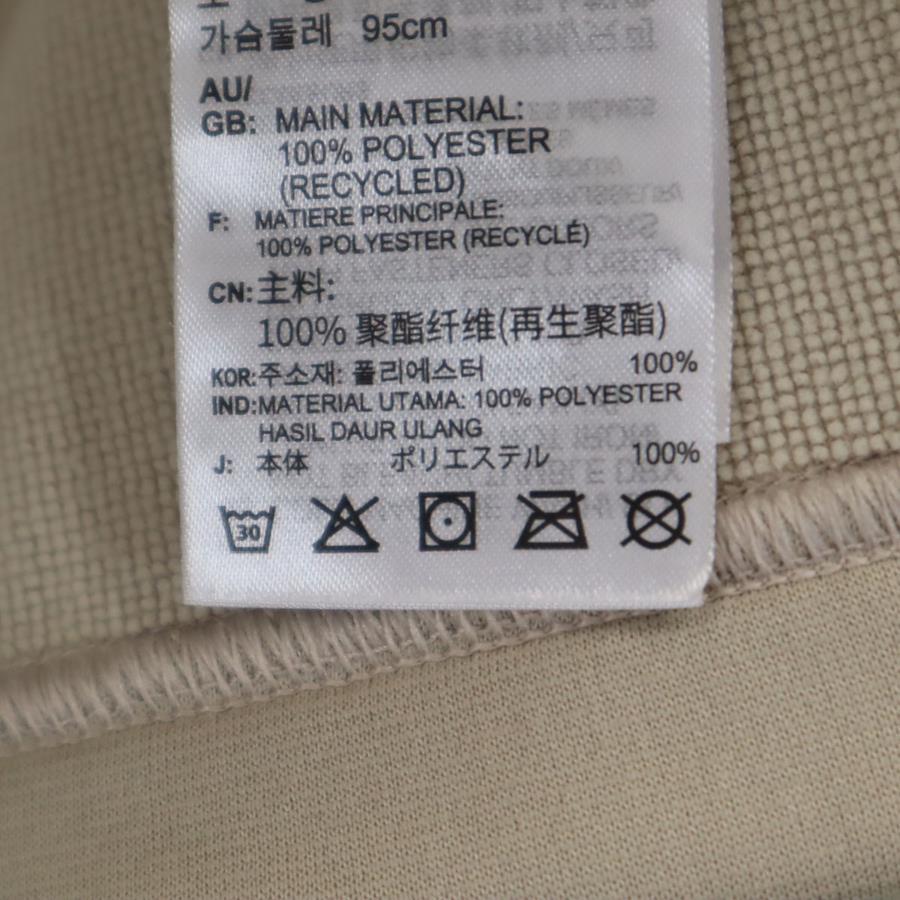 가슴둘레 95cm
AU/
GB: MAIN MATERIAL:
100% POLYESTER
(RECYCLED)
F: MATIERE PRINCIPALE:
100% POLYESTER (RECYCLÉ)
CN:主料:
100% 聚酯纤维(再生聚酯)
KOR:주소재: 폴리에스터 100%
IND:MATERIAL UTAMA: 100% POLYESTER
HASIL DAUR ULANG
J: 本体 ポリエステル 100%
30